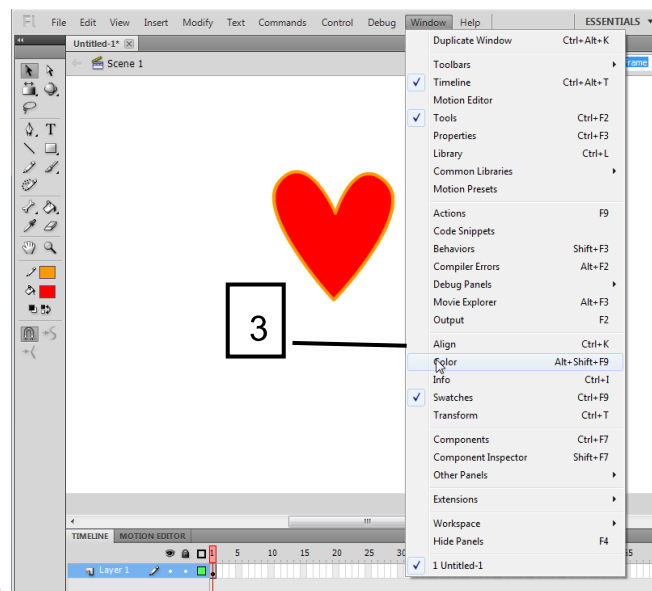 Fl File Edit View Insert Modify Text Commands Control Debug Window Help ESSENTIALS
Untitled-1*
Scene 1
Duplicate Window Ctrl+Alt+K
Toolbars
Timeline Ctrl+Alt+T
Motion Editor
Tools Ctrl+F2
Properties Ctrl+F3
Library Ctrl+L
Common Libraries
Motion Presets
Actions F9
Code Snippets
Behaviors Shift+F3
Compiler Errors Alt+F2
Debug Panels
Movie Explorer Alt+F3
Output F2
Align Ctrl+K
Color Alt+Shift+F9
Info Ctrl+I
Swatches Ctrl+F9
Transform Ctrl+T
Components Ctrl+F7
Component Inspector Shift+F7
Other Panels
Extensions
Workspace
Hide Panels F4
1 Untitled-1
T
3
TIMELINE MOTION EDITOR
1 5 10 15 20 25 30
Layer 1